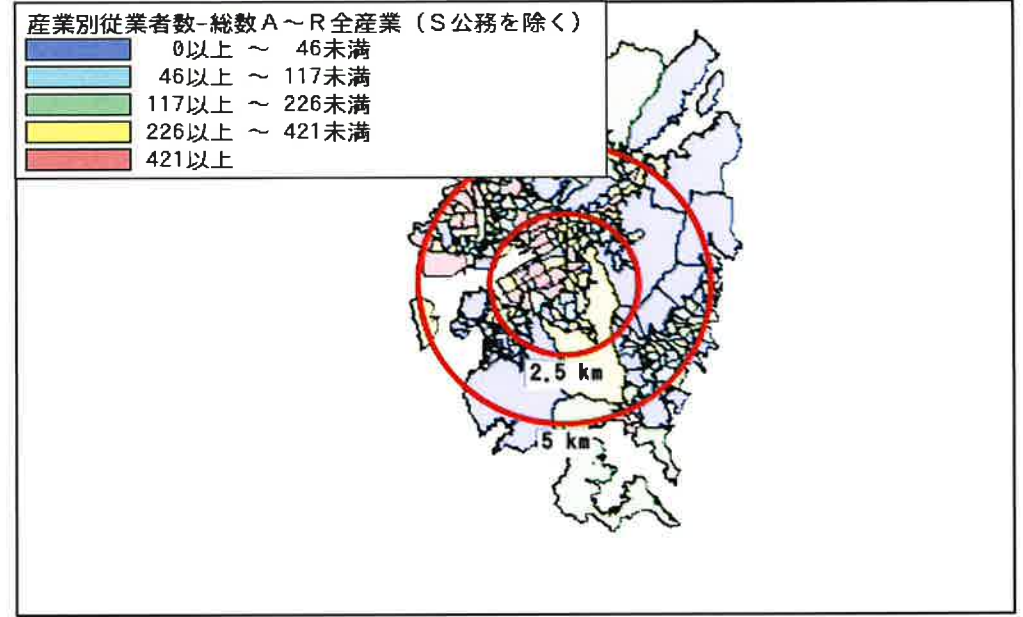 産業別従業者数-総数A～R全産業（S公務を除く）
0以上 ～ 46未満
46以上 ～ 117未満
117以上 ～ 226未満
226以上 ～ 421未満
421以上
2.5 km
5 km